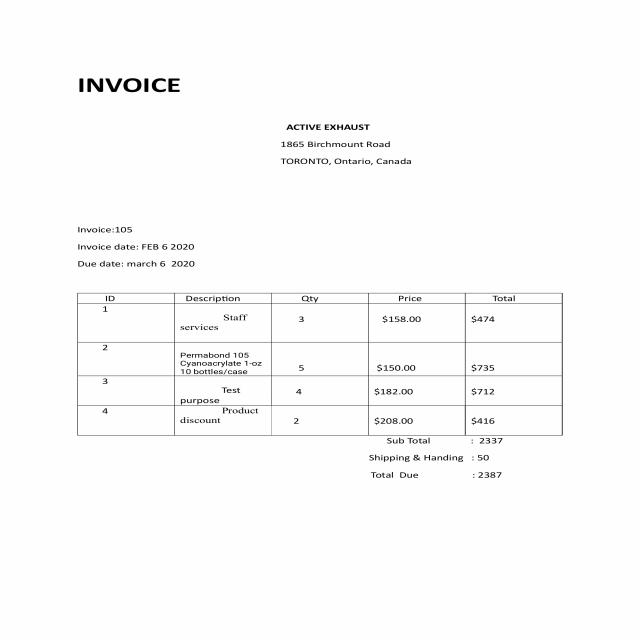 INVOICE
ACTIVE EXHAUST
1865 Birchmount Road
TORONTO, Ontario, Canada
Invoice:105
Invoice date: FEB 6 2020
Due date: march 6 2020
ID Description Qty Price Total
1 Staff services 3 $158.00 $474
2 Permabond 105 Cyanoacrylate 1-oz 10 bottles/case 5 $150.00 $735
3 Test purpose 4 $182.00 $712
4 Product discount 2 $208.00 $416
Sub Total : 2337
Shipping & Handing : 50
Total Due : 2387